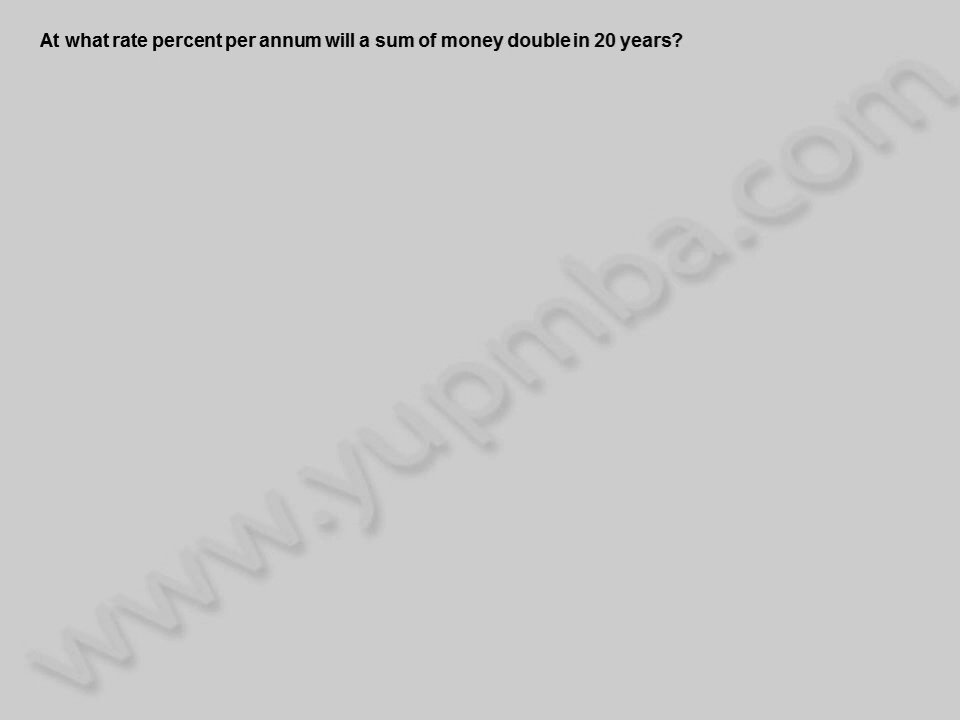 At what rate percent per annum will a sum of money double in 20 years?
www.yupmba.com